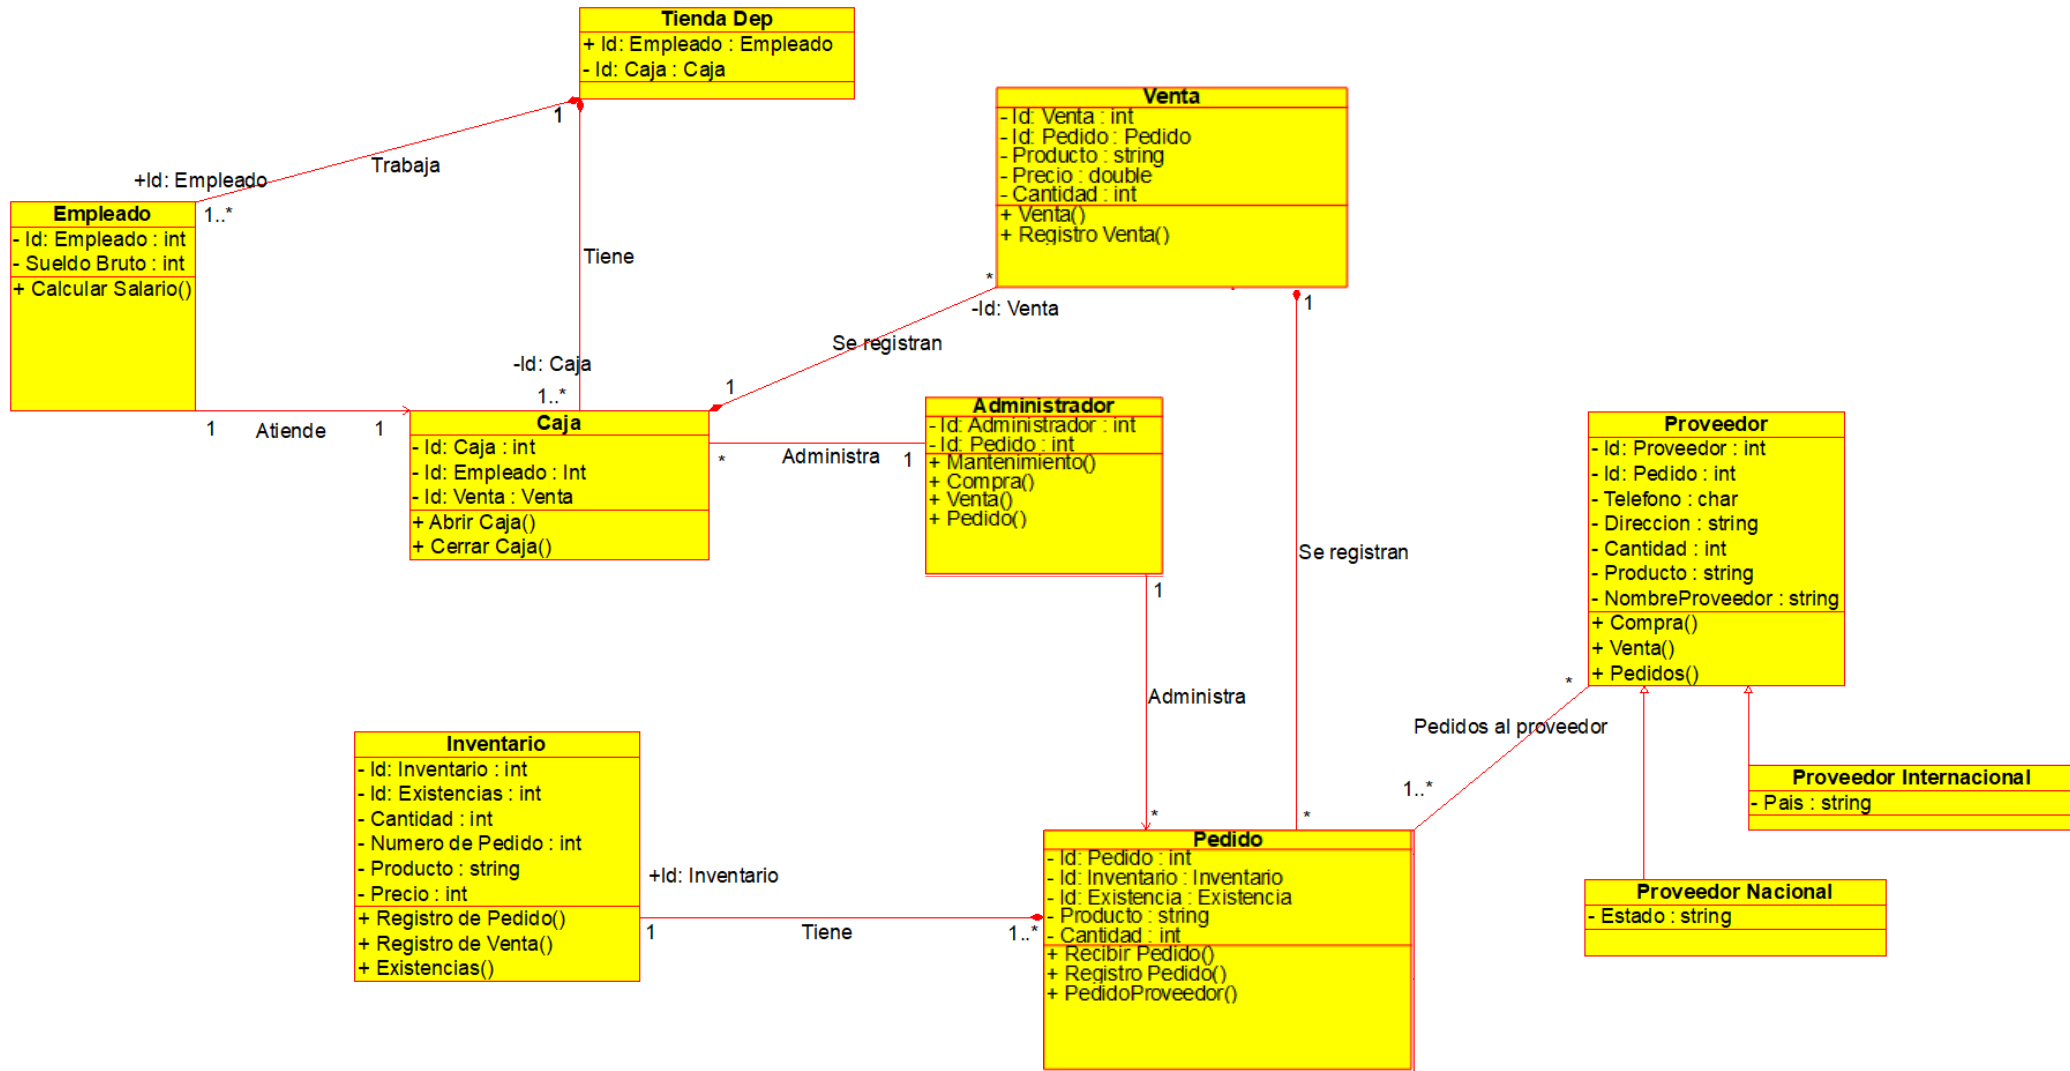 Tienda Dep
+ Id: Empleado : Empleado
- Id: Caja : Caja
1
Trabaja
+Id: Empleado
1..*
Empleado
- Id: Empleado : int
- Sueldo Bruto : int
+ Calcular Salario()
Tiene
-Id: Caja
1..*
1
Atiende
1
Caja
- Id: Caja : int
- Id: Empleado : Int
- Id: Venta : Venta
+ Abrir Caja()
+ Cerrar Caja()
Venta
- Id: Venta : int
- Id: Pedido : Pedido
- Producto : string
- Precio : double
- Cantidad : int
+ Venta()
+ Registro Venta()
*
-Id: Venta
Se registran
1
1
*
Administra
1
Administrador
- Id: Administrador : int
- Id: Pedido : int
+ Mantenimiento()
+ Compra()
+ Venta()
+ Pedido()
1
Administra
*
Se registran
*
Proveedor
- Id: Proveedor : int
- Id: Pedido : int
- Telefono : char
- Direccion : string
- Cantidad : int
- Producto : string
- NombreProveedor : string
+ Compra()
+ Venta()
+ Pedidos()
*
Pedidos al proveedor
1..*
Proveedor Internacional
- Pais : string
Proveedor Nacional
- Estado : string
Inventario
- Id: Inventario : int
- Id: Existencias : int
- Cantidad : int
- Numero de Pedido : int
- Producto : string
- Precio : int
+ Registro de Pedido()
+ Registro de Venta()
+ Existencias()
+Id: Inventario
1
Tiene
1..*
Pedido
- Id: Pedido : int
- Id: Inventario : Inventario
- Id: Existencia : Existencia
- Producto : string
- Cantidad : int
+ Recibir Pedido()
+ Registro Pedido()
+ PedidoProveedor()